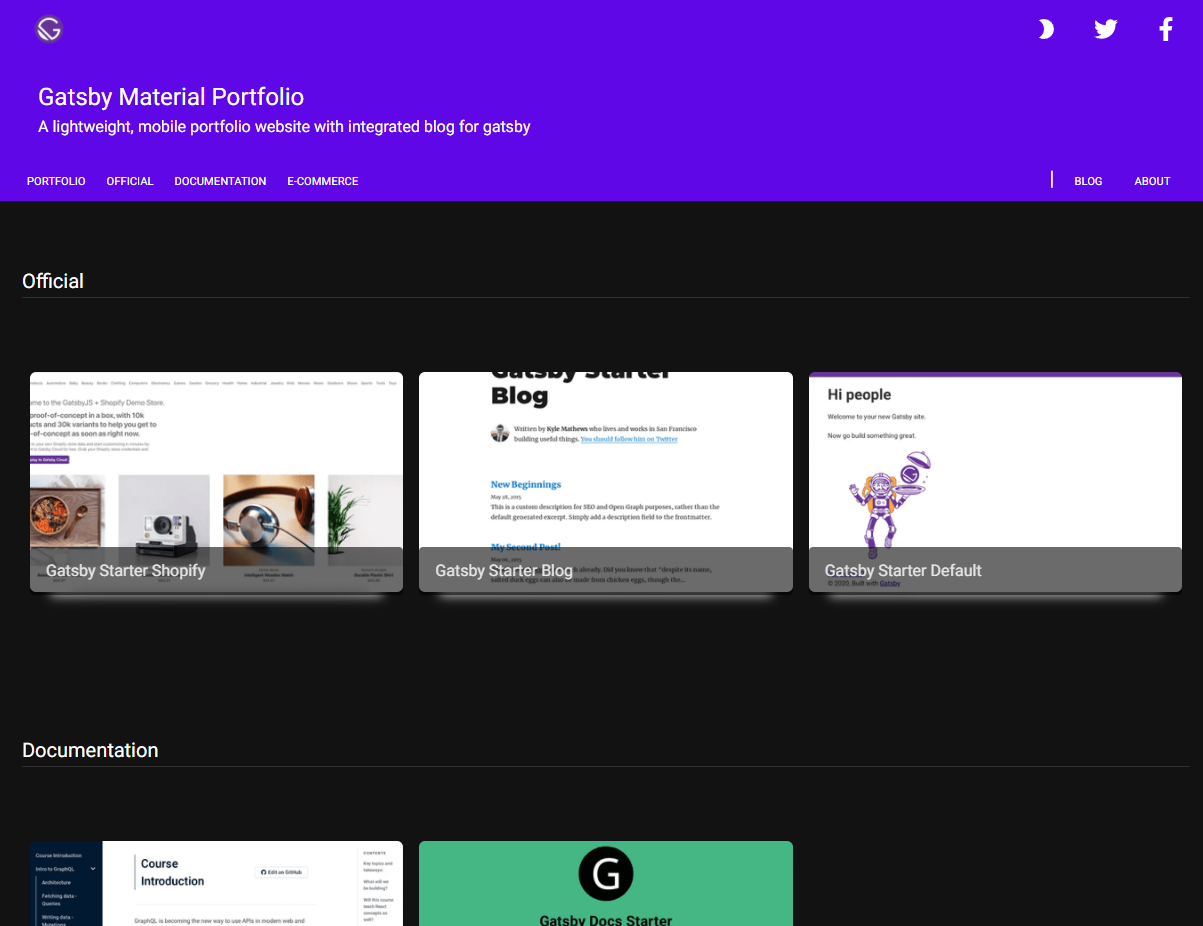 Gatsby Material Portfolio
A lightweight, mobile portfolio website with integrated blog for gatsby
PORTFOLIO OFFICIAL DOCUMENTATION E-COMMERCE BLOG ABOUT
Official
me to the GatsbyJS + Shopify Demo Store.
proof-of-concept in a box, with 10k
cts and 30k variants to help you get to
-of-concept as soon as right now.
Gatsby Starter Shopify
Gatsby Starter
Blog
Written by Kyle Mathews who lives and works in San Francisco
building useful things. You should follow him on Twitter
New Beginnings
May 28, 2015
This is a custom description for SEO and Open Graph purposes, rather than the
default generated excerpt. Simply add a description field to the frontmatter.
My Second Post!
Gatsby Starter Blog
Hi people
Welcome to your new Gatsby site.
Now go build something great.
Gatsby Starter Default
© 2020, Built with Gatsby
Documentation
Course Introduction
Intro to GraphQL
Architecture
Fetching data -
Queries
Writing data -
Mutations
Course
Introduction
Edit on GitHub
GraphQL is becoming the new way to use APIs in modern web and
CONTENTS
Key topics and
takeaways
What will we
be building?
Will this course
teach React
concepts as
well?
G
Gatsby Docs Starter